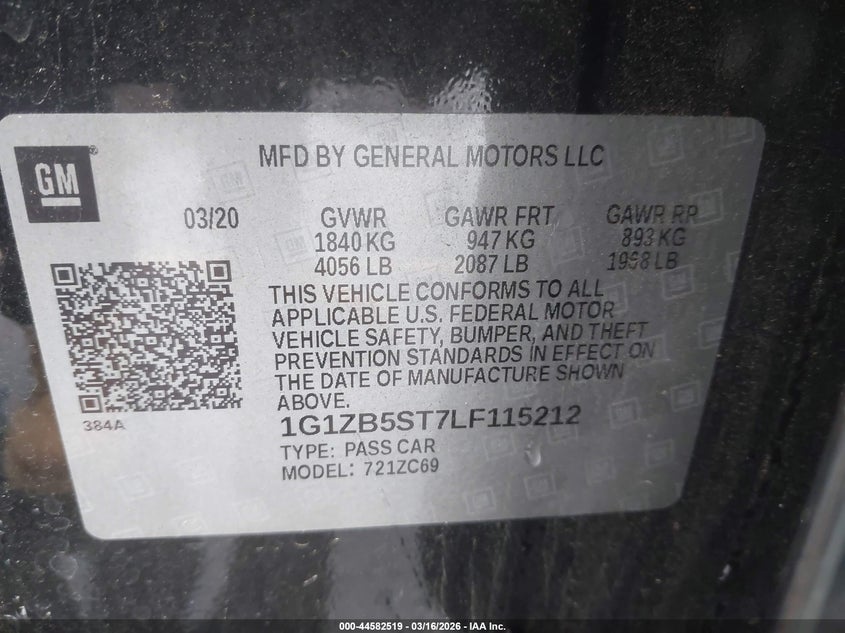 GM
MFD BY GENERAL MOTORS LLC
03/20 GVWR GAWR FRT GAWR RR
1840 KG 947 KG 893 KG
4056 LB 2087 LB 1968 LB
THIS VEHICLE CONFORMS TO ALL
APPLICABLE U.S. FEDERAL MOTOR
VEHICLE SAFETY, BUMPER, AND THEFT
PREVENTION STANDARDS IN EFFECT ON
THE DATE OF MANUFACTURE SHOWN
ABOVE.
384A
1G1ZB5ST7LF115212
TYPE: PASS CAR
MODEL: 721ZC69
000-44582519 - 03/16/2026 - IAA Inc.